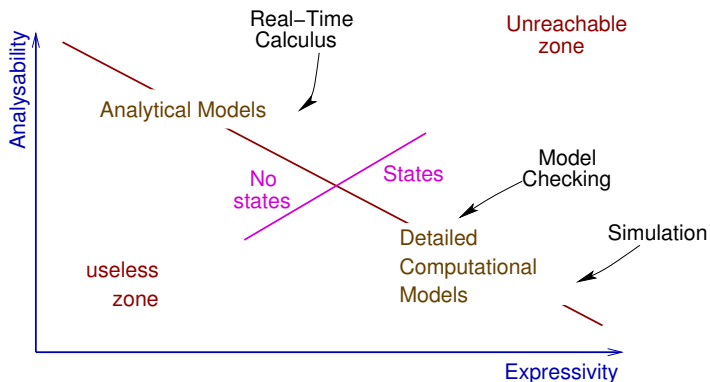 Real−Time
Calculus
Unreachable
zone
Analysability
Analytical Models
No
states
States
Model
Checking
Simulation
Detailed
Computational
Models
useless
zone
Expressivity